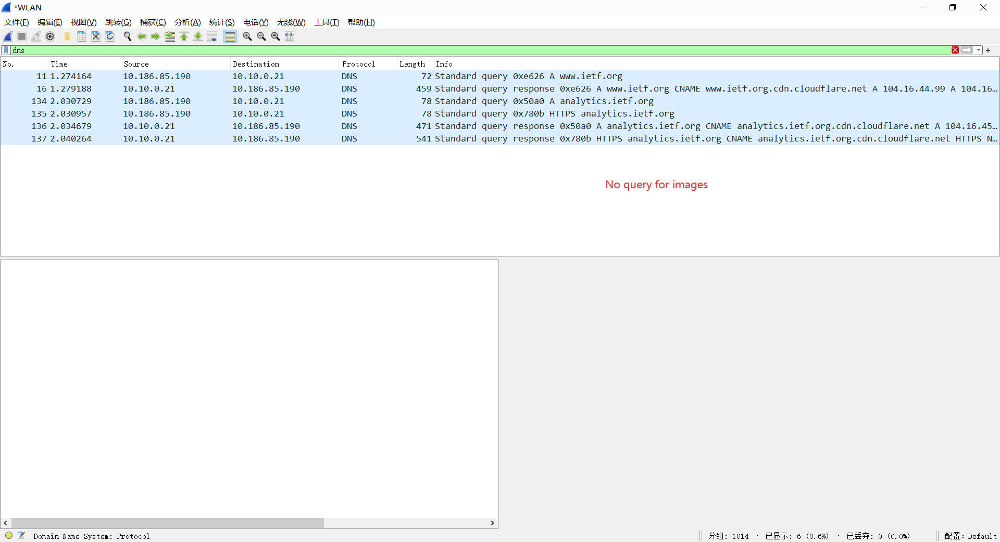 *WLAN
文件(F) 编辑(E) 视图(V) 跳转(G) 捕获(C) 分析(A) 统计(S) 电话(Y) 无线(W) 工具(T) 帮助(H)
dns
No. Time Source Destination Protocol Length Info
11 1.274164 10.186.85.190 10.10.0.21 DNS 72 Standard query 0xe626 A www.ietf.org
16 1.279188 10.10.0.21 10.186.85.190 DNS 459 Standard query response 0xe626 A www.ietf.org CNAME www.ietf.org.cdn.cloudflare.net A 104.16.44.99 A 104.16…
134 2.030729 10.186.85.190 10.10.0.21 DNS 78 Standard query 0x50a0 A analytics.ietf.org
135 2.030957 10.186.85.190 10.10.0.21 DNS 78 Standard query 0x780b HTTPS analytics.ietf.org
136 2.034679 10.10.0.21 10.186.85.190 DNS 471 Standard query response 0x50a0 A analytics.ietf.org CNAME analytics.ietf.org.cdn.cloudflare.net A 104.16.45…
137 2.040264 10.10.0.21 10.186.85.190 DNS 541 Standard query response 0x780b HTTPS analytics.ietf.org CNAME analytics.ietf.org.cdn.cloudflare.net HTTPS N…
No query for images
Domain Name System: Protocol 分组: 1014 · 已显示: 6 (0.6%) · 已丢弃: 0 (0.0%) 配置: Default